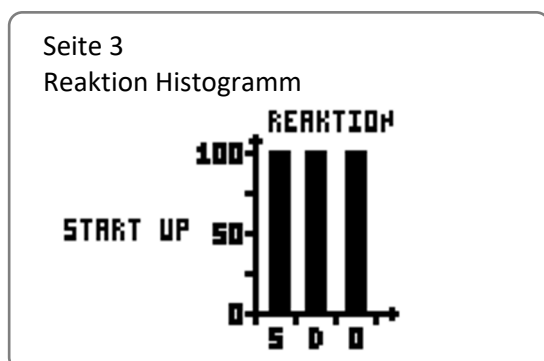 Seite 3
Reaktion Histogramm
REAKTION
100
START UP 50
0
S D O